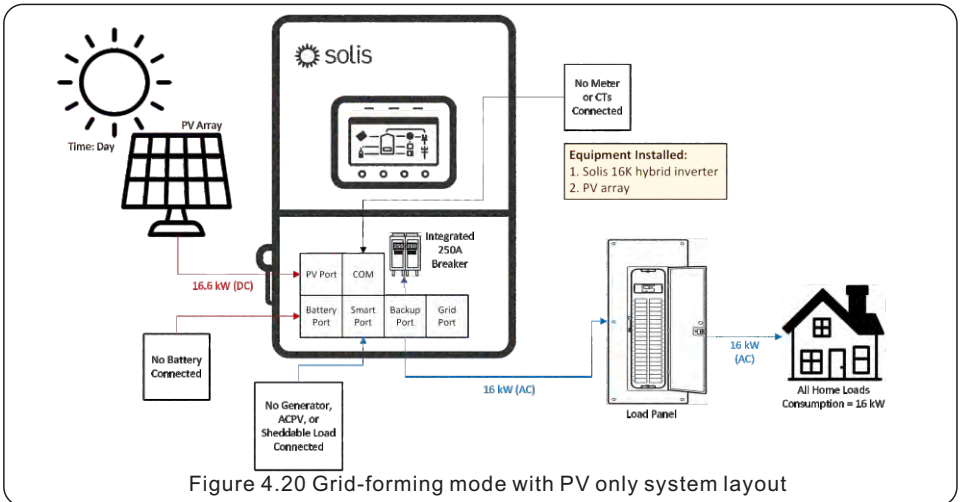 solis
PV Array
Time: Day
No Meter
or CTs
Connected
Equipment Installed:
1. Solis 16K hybrid inverter
2. PV array
Integrated
250A
Breaker
250 250
PV Port
COM
16.6 kW (DC)
Battery
Port
Smart
Port
Backup
Port
Grid
Port
No Battery
Connected
16 kW (AC)
16 kW
(AC)
No Generator,
ACPV, or
Sheddable Load
Connected
Load Panel
All Home Loads
Consumption = 16 kW
Figure 4.20 Grid-forming mode with PV only system layout